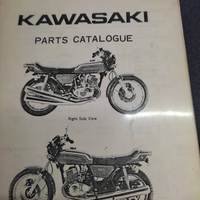 KAWASAKI
PARTS CATALOGUE
Right Side View